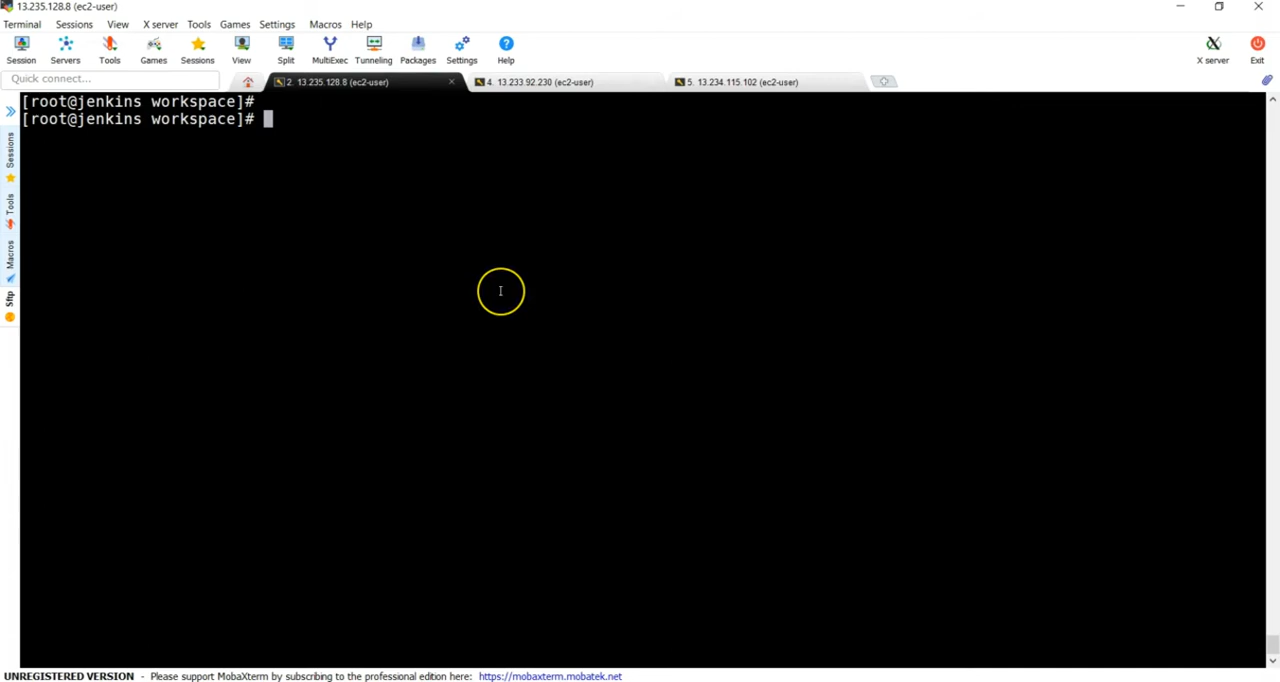 13.235.128.8 (ec2-user)
Terminal Sessions View X server Tools Games Settings Macros Help
Session Servers Tools Games Sessions View Split MultiExec Tunneling Packages Settings Help X server Exit
Quick connect...
2. 13.235.128.8 (ec2-user)
4. 13.233.92.230 (ec2-user)
5. 13.234.115.102 (ec2-user)
[root@jenkins workspace]#
[root@jenkins workspace]#
Sessions
Tools
Macros
Sftp
UNREGISTERED VERSION - Please support MobaXterm by subscribing to the professional edition here: https://mobaxterm.mobatek.net